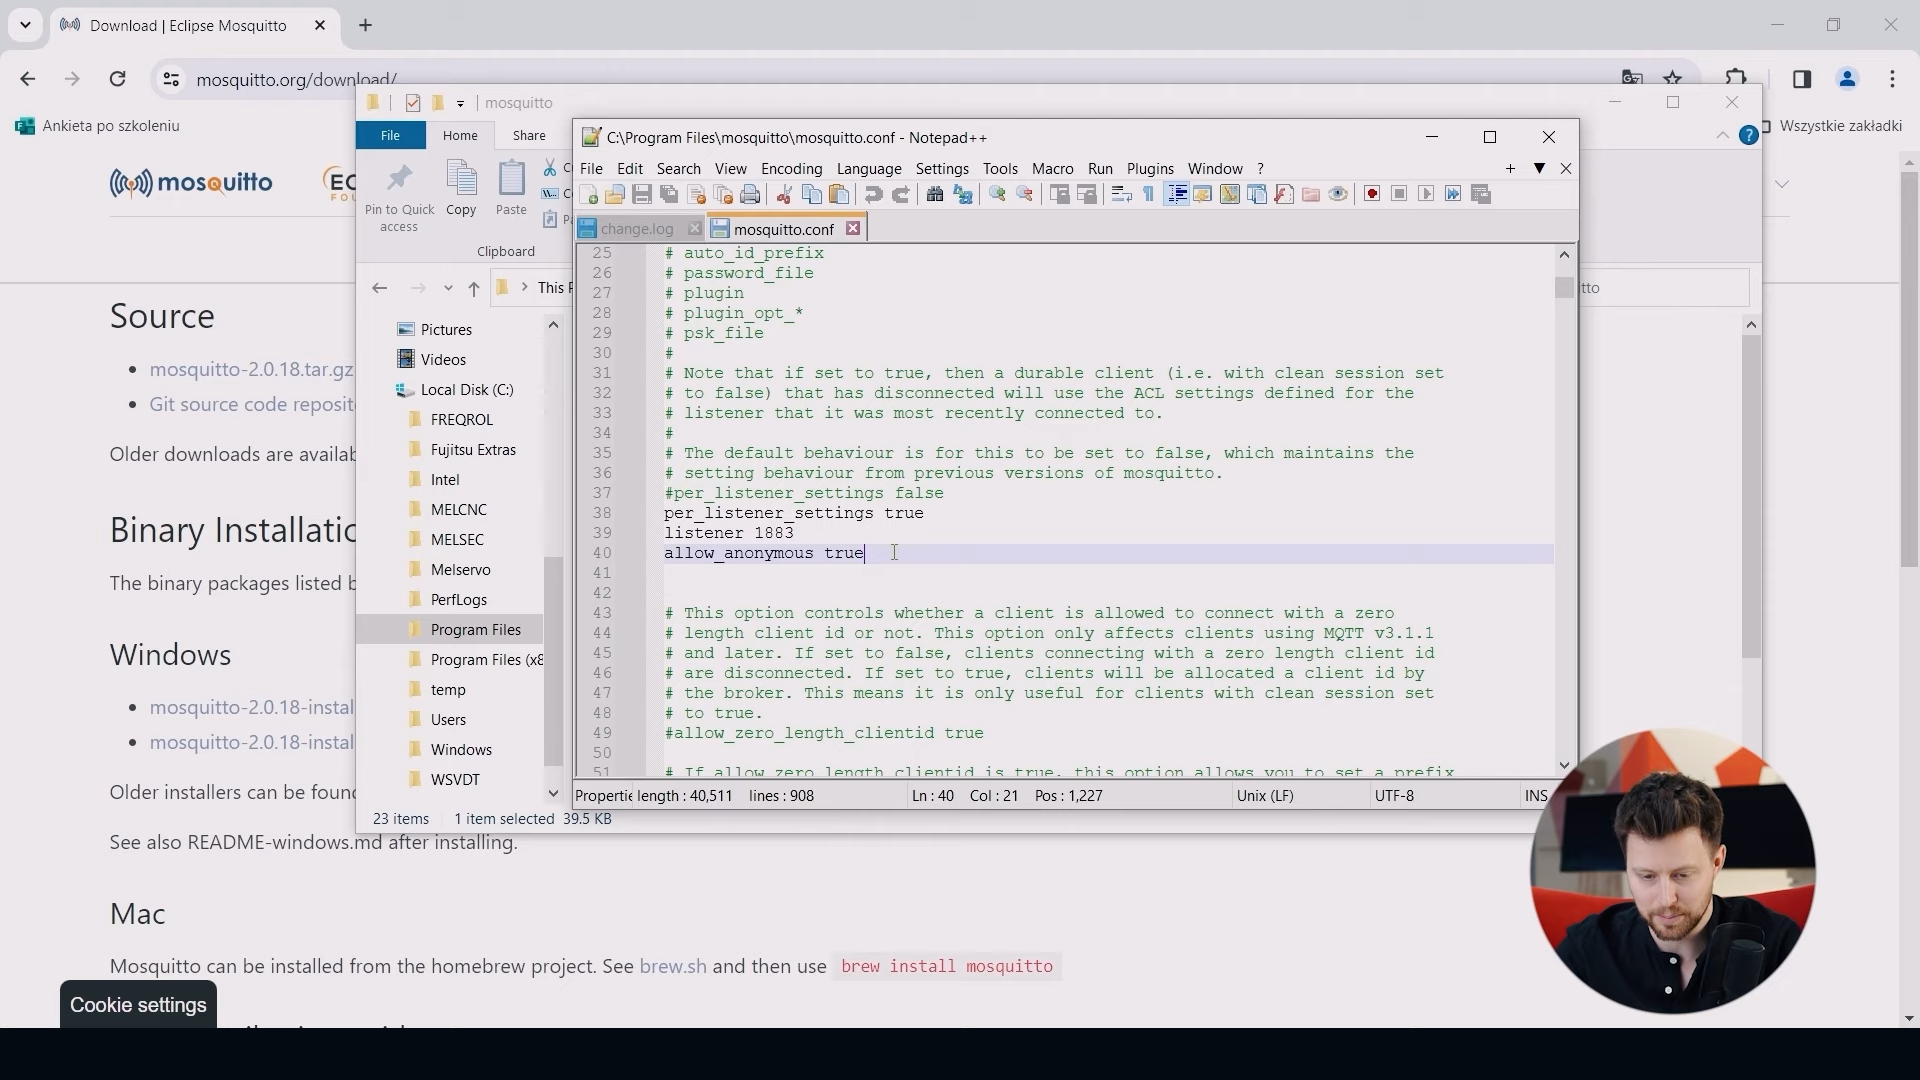 Download | Eclipse Mosquitto
mosquitto.org/download/
Ankieta po szkoleniu
Wszystkie zakładki
mosquitto
File
Home
Share
Pin to Quick
access
Copy
Paste
Clipboard
This
Pictures
Videos
Local Disk (C:)
FREQROL
Fujitsu Extras
Intel
MELCNC
MELSEC
Melservo
PerfLogs
Program Files
Program Files (x8
temp
Users
Windows
WSVDT
23 items
1 item selected 39.5 KB
C:\Program Files\mosquitto\mosquitto.conf - Notepad++
File Edit Search View Encoding Language Settings Tools Macro Run Plugins Window ?
change.log
mosquitto.conf
25 # auto_id_prefix
26 # password_file
27 # plugin
28 # plugin_opt_*
29 # psk_file
30 #
31 # Note that if set to true, then a durable client (i.e. with clean session set
32 # to false) that has disconnected will use the ACL settings defined for the
33 # listener that it was most recently connected to.
34 #
35 # The default behaviour is for this to be set to false, which maintains the
36 # setting behaviour from previous versions of mosquitto.
37 #per_listener_settings false
38 per_listener_settings true
39 listener 1883
40 allow_anonymous true
41
42
43 # This option controls whether a client is allowed to connect with a zero
44 # length client id or not. This option only affects clients using MQTT v3.1.1
45 # and later. If set to false, clients connecting with a zero length client id
46 # are disconnected. If set to true, clients will be allocated a client id by
47 # the broker. This means it is only useful for clients with clean session set
48 # to true.
49 #allow_zero_length_clientid true
50
51 # If allow_zero_length_clientid is true, this option allows you to set a prefix
length : 40,511 lines : 908 Ln : 40 Col : 21 Pos : 1,227 Unix (LF) UTF-8 INS
mosquitto
Source
mosquitto-2.0.18.tar.gz
Git source code reposit
Older downloads are availab
Binary Installatio
The binary packages listed b
Windows
mosquitto-2.0.18-instal
mosquitto-2.0.18-instal
Older installers can be found
See also README-windows.md after installing.
Mac
Mosquitto can be installed from the homebrew project. See brew.sh and then use brew install mosquitto
Cookie settings